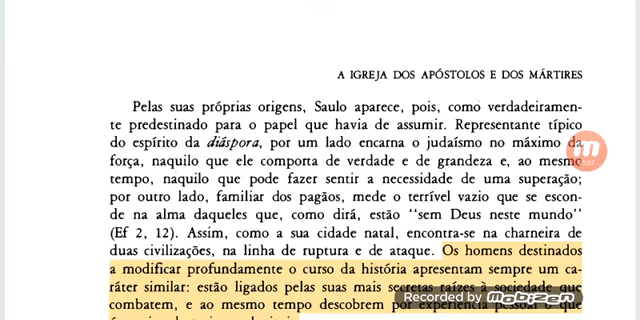 A IGREJA DOS APÓSTOLOS E DOS MÁRTIRES
Pelas suas próprias origens, Saulo aparece, pois, como verdadeiramen-
te predestinado para o papel que havia de assumir. Representante típico
do espírito da diáspora, por um lado encarna o judaísmo no máximo da
força, naquilo que ele comporta de verdade e de grandeza e, ao mesmo
tempo, naquilo que pode fazer sentir a necessidade de uma superação;
por outro lado, familiar dos pagãos, mede o terrível vazio que se escon-
de na alma daqueles que, como dirá, estão "sem Deus neste mundo"
(Ef 2, 12). Assim, como a sua cidade natal, encontra-se na charneira de
duas civilizações, na linha de ruptura e de ataque. Os homens destinados
a modificar profundamente o curso da história apresentam sempre um ca-
ráter similar: estão ligados pelas suas mais secretas raízes à sociedade que
combatem, e ao mesmo tempo descobrem por experiência pessoal o que
Recorded by mobizen